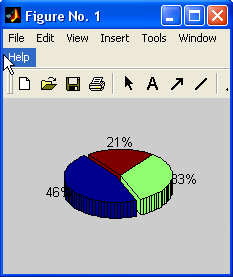 Figure No. 1
File Edit View Insert Tools Window
Help
A
21%
46%
33%